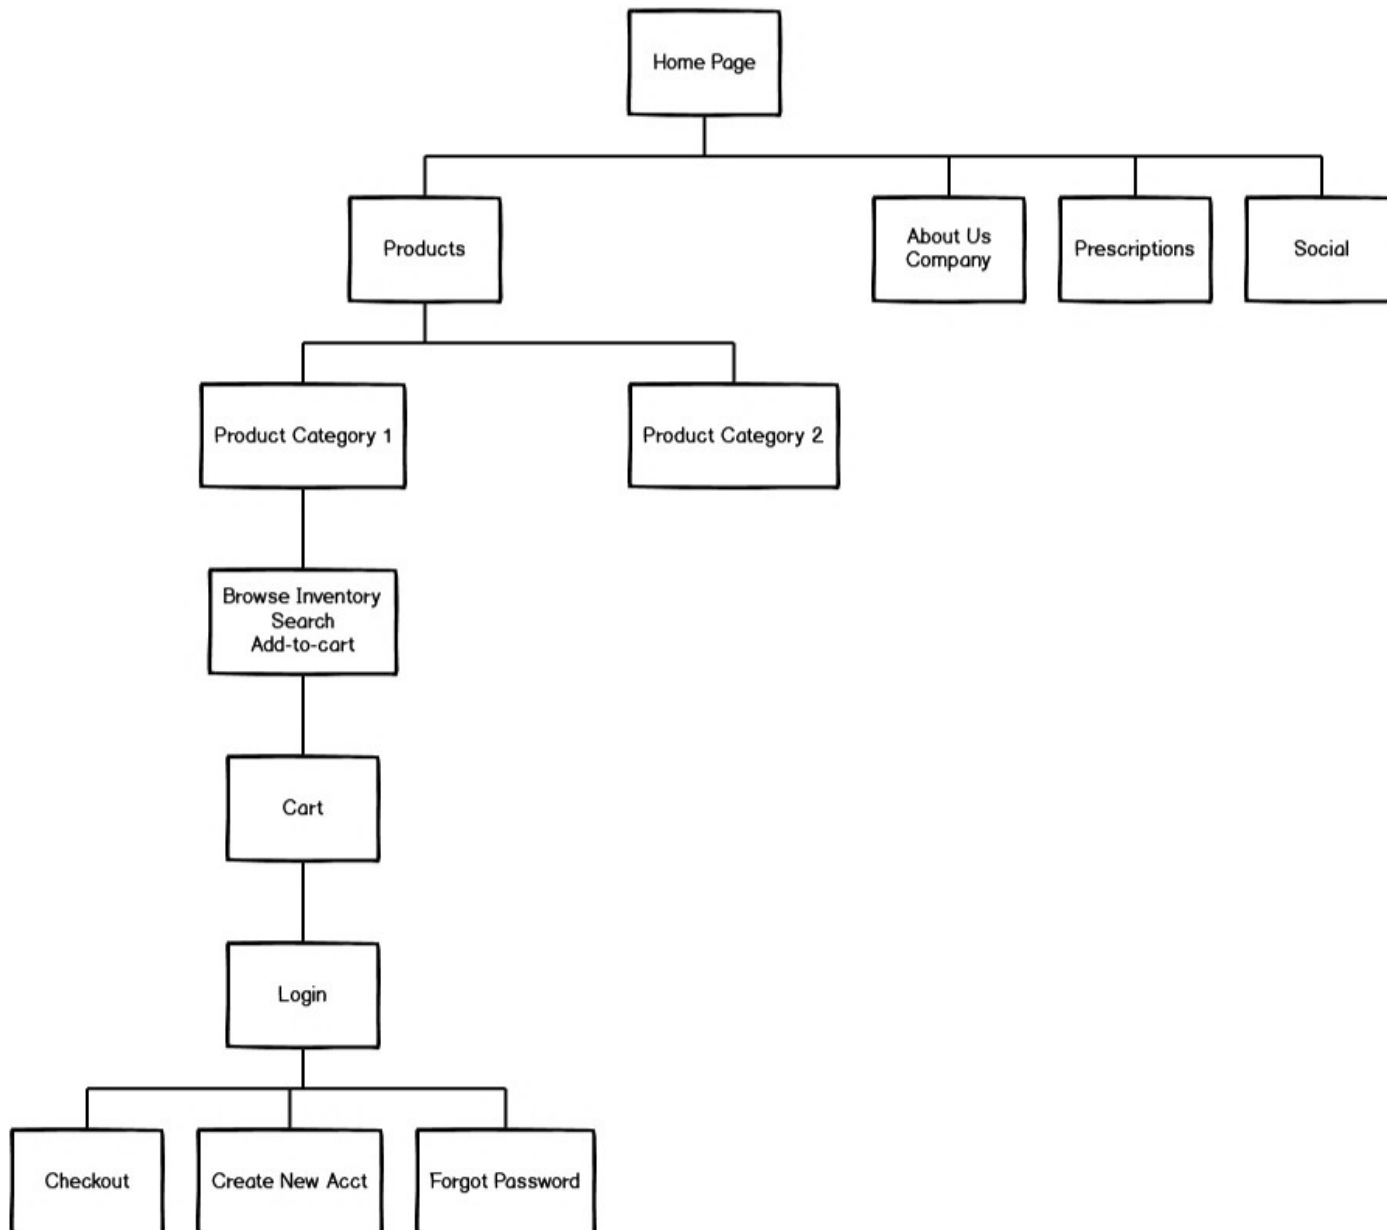 Home Page
Products
About Us
Company
Prescriptions
Social
Product Category 1
Product Category 2
Browse Inventory
Search
Add-to-cart
Cart
Login
Checkout
Create New Acct
Forgot Password